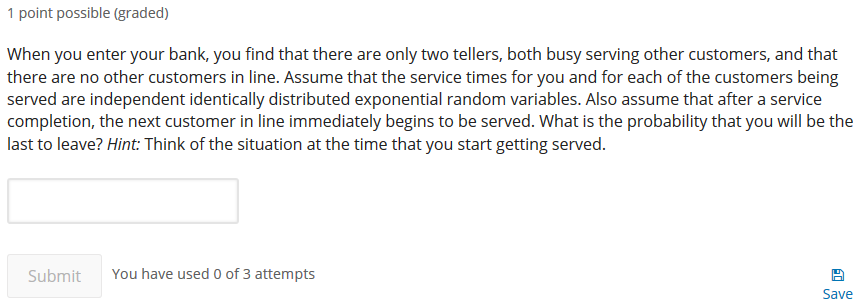 1 point possible (graded)
When you enter your bank, you find that there are only two tellers, both busy serving other customers, and that
there are no other customers in line. Assume that the service times for you and for each of the customers being
served are independent identically distributed exponential random variables. Also assume that after a service
completion, the next customer in line immediately begins to be served. What is the probability that you will be the
last to leave? Hint: Think of the situation at the time that you start getting served.
Submit You have used 0 of 3 attempts
Save